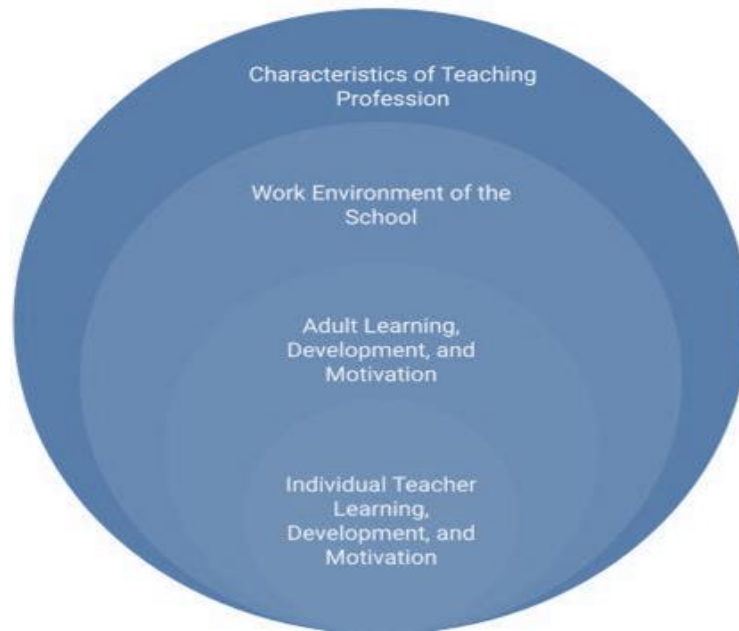 Characteristics of Teaching
Profession
Work Environment of the
School
Adult Learning,
Development, and
Motivation
Individual Teacher
Learning,
Development, and
Motivation